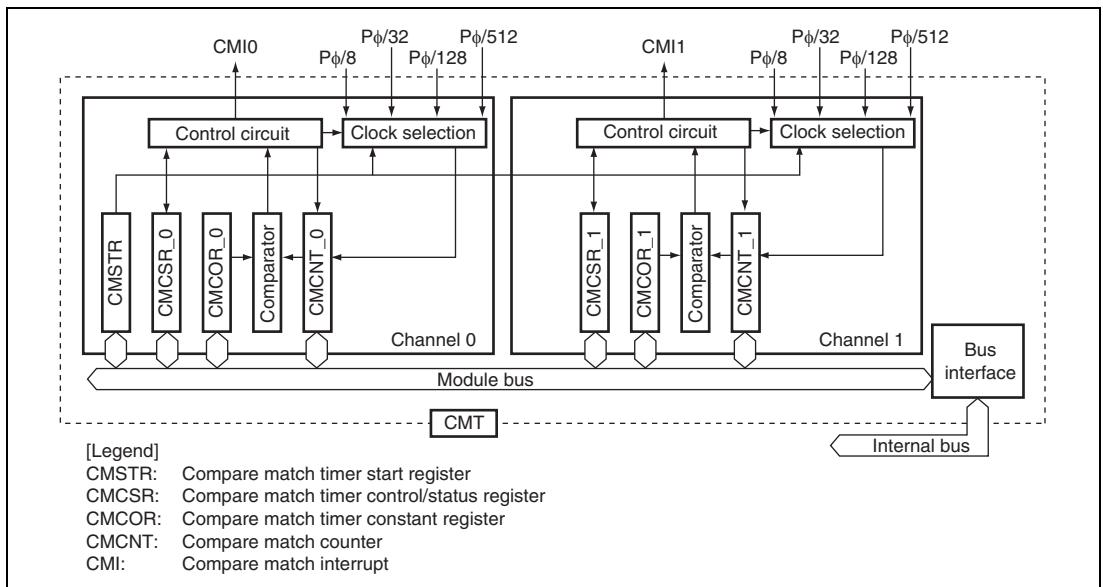 CMI0
Pφ/8
Pφ/32
Pφ/128
Pφ/512
CMI1
Pφ/8
Pφ/32
Pφ/128
Pφ/512
Control circuit
Clock selection
Control circuit
Clock selection
CMSTR
CMCSR_0
CMCOR_0
Comparator
CMCNT_0
CMCSR_1
CMCOR_1
Comparator
CMCNT_1
Channel 0
Channel 1
Module bus
Bus
interface
CMT
Internal bus
[Legend]
CMSTR: Compare match timer start register
CMCSR: Compare match timer control/status register
CMCOR: Compare match timer constant register
CMCNT: Compare match counter
CMI: Compare match interrupt